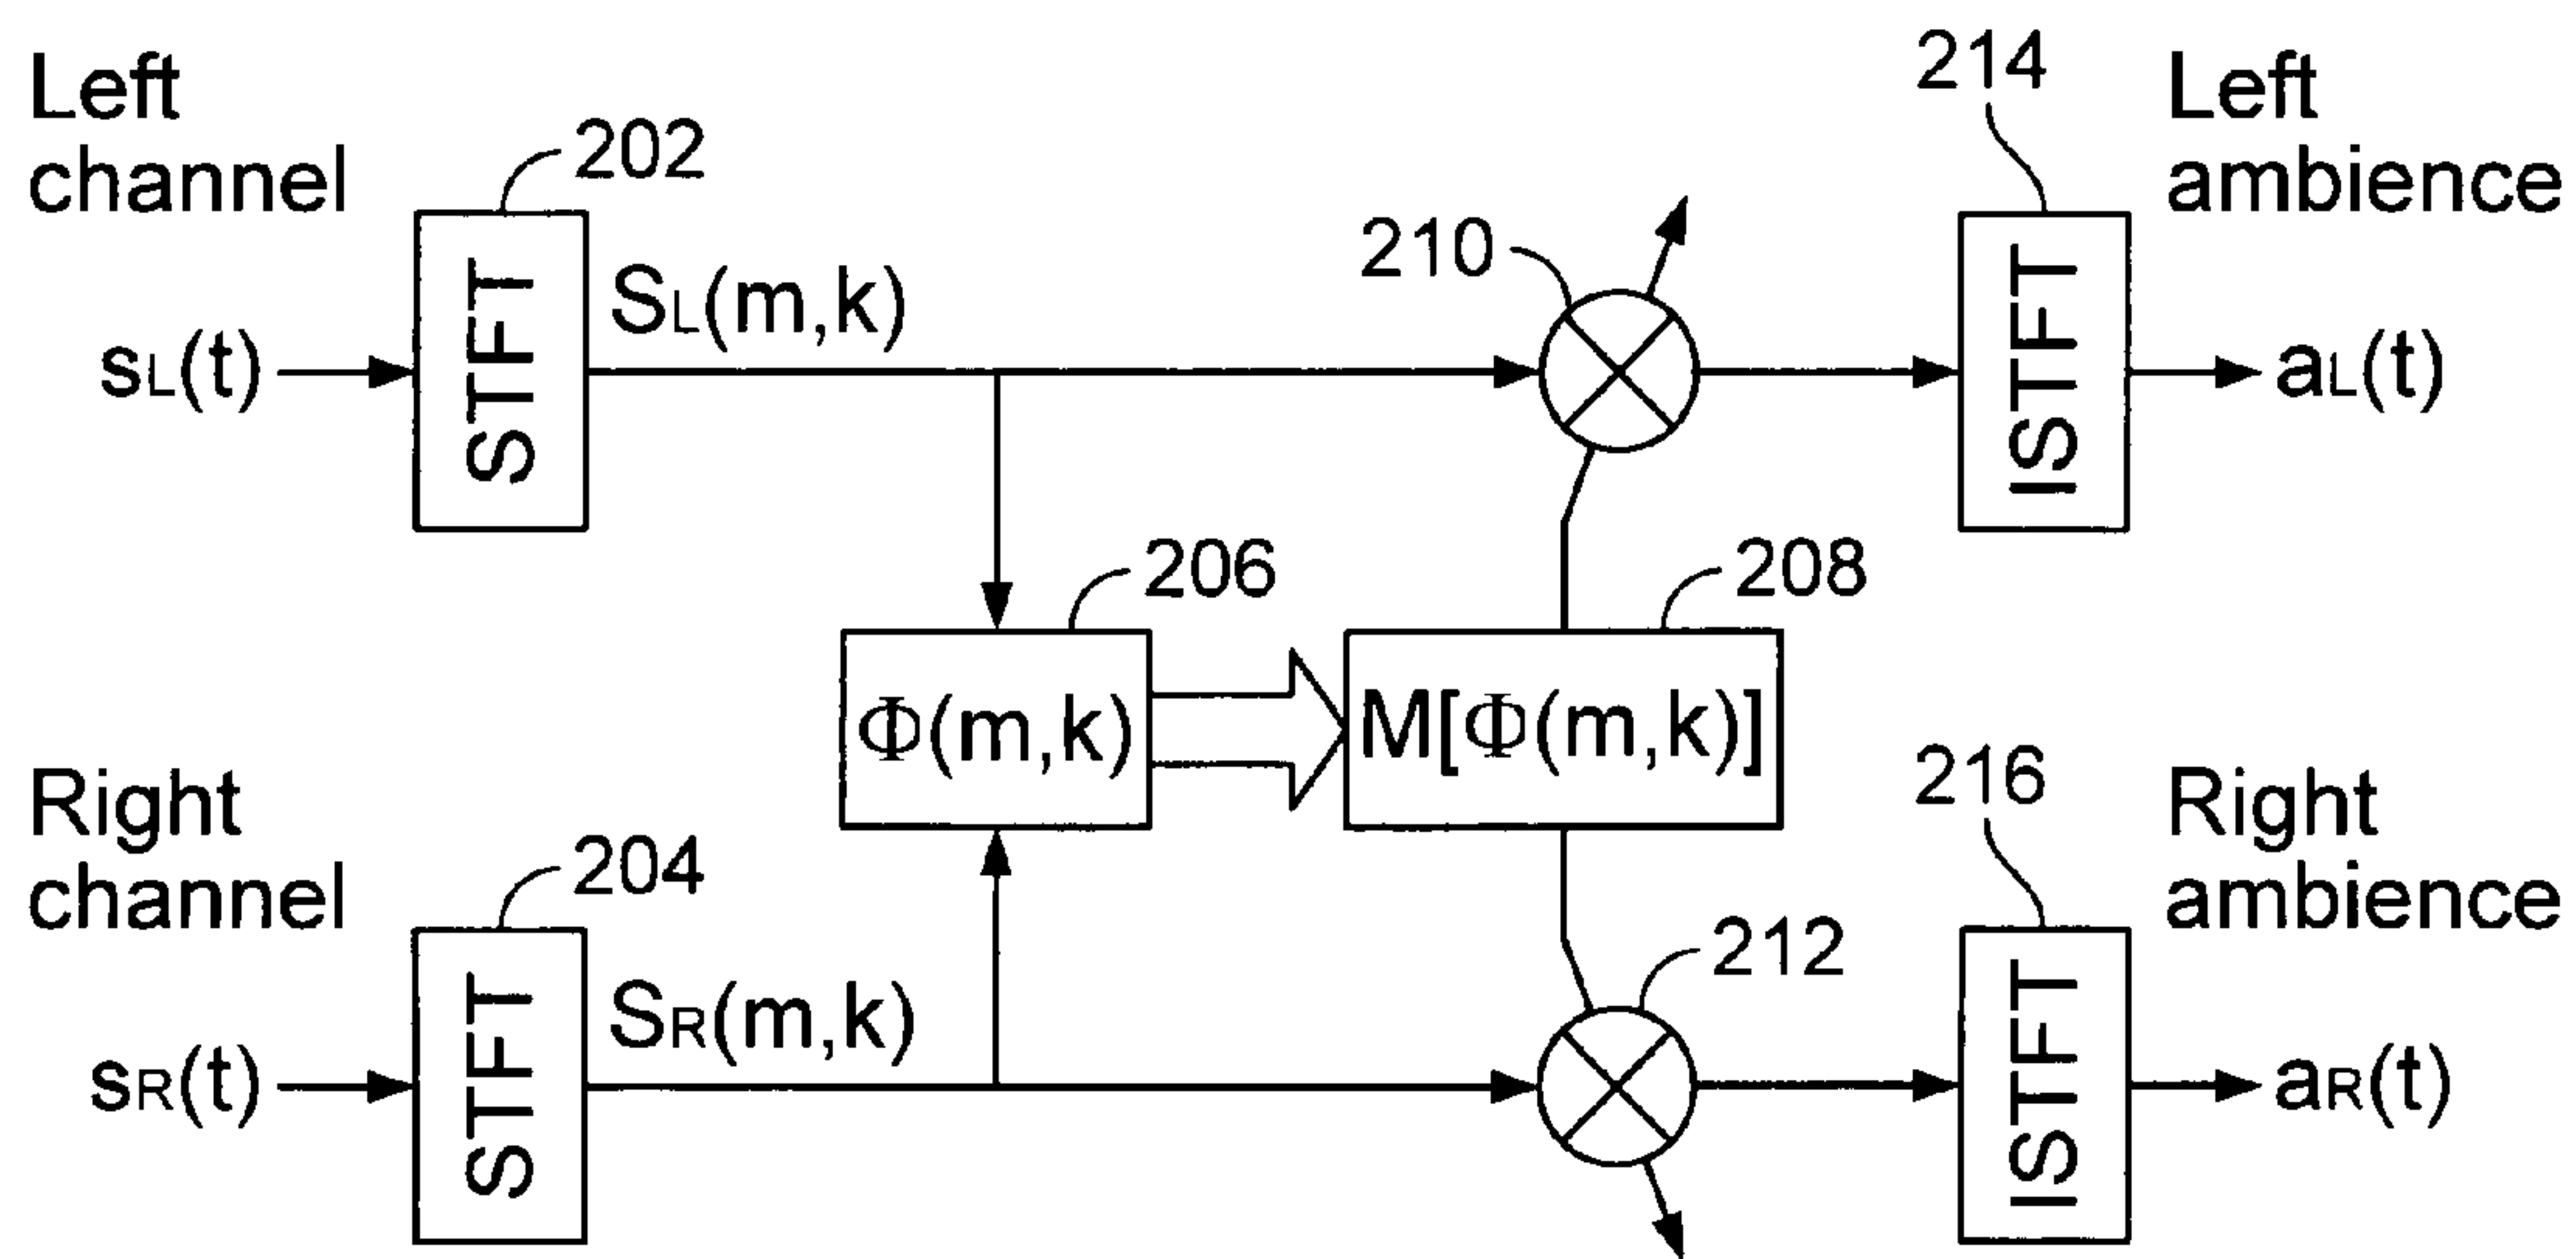 Left
channel
202
sL(t)
STFT
SL(m,k)
210
214
ISTFT
Left
ambience
aL(t)
206
Φ(m,k)
208
M[Φ(m,k)]
Right
channel
204
sR(t)
STFT
SR(m,k)
212
216
ISTFT
Right
ambience
aR(t)